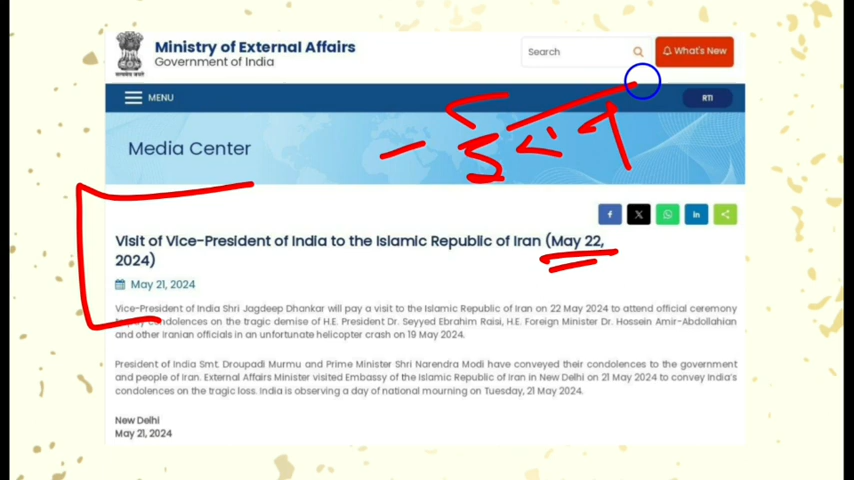 सत्यमेव जयते
Ministry of External Affairs
Government of India
Search
What's New
MENU
RTI
Media Center
Visit of Vice-President of India to the Islamic Republic of Iran (May 22,
2024)
May 21, 2024
Vice-President of India Shri Jagdeep Dhankar will pay a visit to the Islamic Republic of Iran on 22 May 2024 to attend official ceremony
condolences on the tragic demise of H.E. President Dr. Seyyed Ebrahim Raisi, H.E. Foreign Minister Dr. Hossein Amir-Abdollahian
and other Iranian officials in an unfortunate helicopter crash on 19 May 2024.
President of India Smt. Droupadi Murmu and Prime Minister Shri Narendra Modi have conveyed their condolences to the government
and people of Iran. External Affairs Minister visited Embassy of the Islamic Republic of Iran in New Delhi on 21 May 2024 to convey India's
condolences on the tragic loss. India is observing a day of national mourning on Tuesday, 21 May 2024.
New Delhi
May 21, 2024